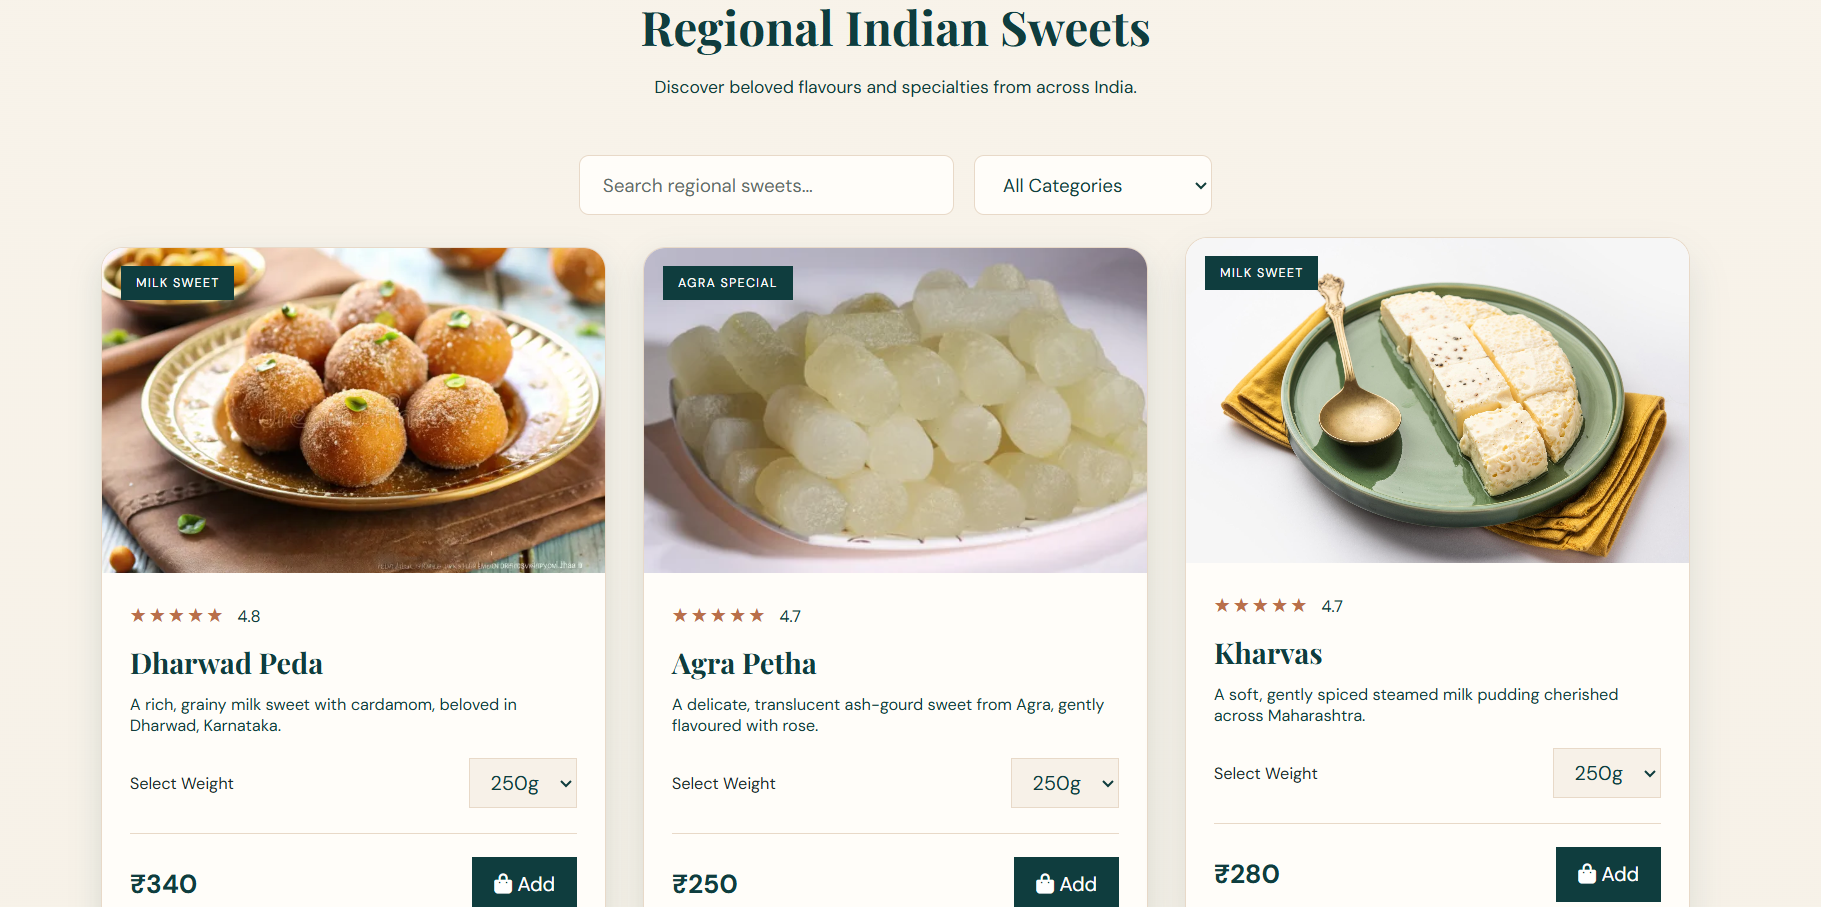 Regional Indian Sweets
Discover beloved flavours and specialties from across India.
Search regional sweets...
All Categories
MILK SWEET
AGRA SPECIAL
MILK SWEET
★★★★★ 4.8
Dharwad Peda
A rich, grainy milk sweet with cardamom, beloved in
Dharwad, Karnataka.
Select Weight
250g
₹340
Add
★★★★★ 4.7
Agra Petha
A delicate, translucent ash-gourd sweet from Agra, gently
flavoured with rose.
Select Weight
250g
₹250
Add
★★★★★ 4.7
Kharvas
A soft, gently spiced steamed milk pudding cherished
across Maharashtra.
Select Weight
250g
₹280
Add